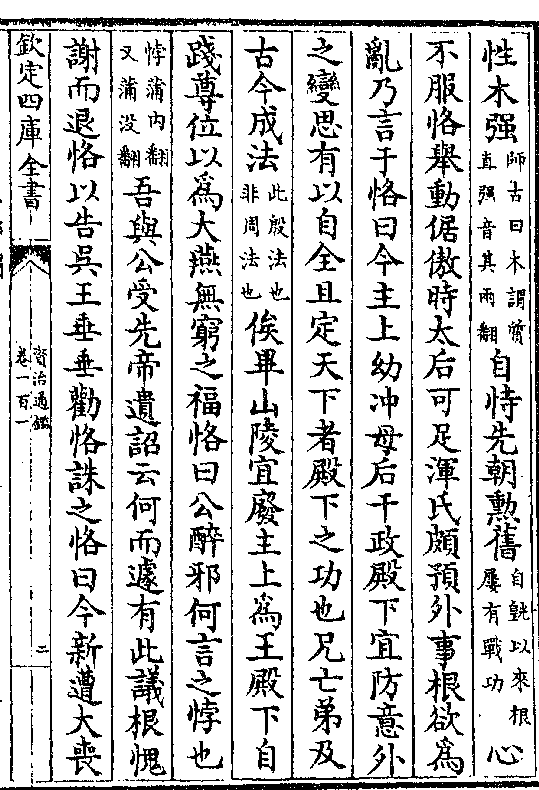 性木强師古曰木謂質直强音其兩翻自恃先朝勲舊自皝以來根屢有戰功心
不服恪舉動倨傲時太后可足渾氏頗預外事根欲為
亂乃言于恪曰今主上幼沖母后干政殿下宜防意外
之變思有以自全且定天下者殿下之功也兄亡弟及
古今成法此殷法也非周法也俟畢山陵宜廢主上為王殿下自
踐尊位以為大燕無窮之福恪曰公醉邪何言之悖也
悖蒲内翻又蒲没翻吾與公受先帝遺詔云何而遽有此議根愧
謝而退恪以告吳王垂垂勸恪誅之恪曰今新遭大喪
欽定四庫全書
資治通鑑
卷一百一
二